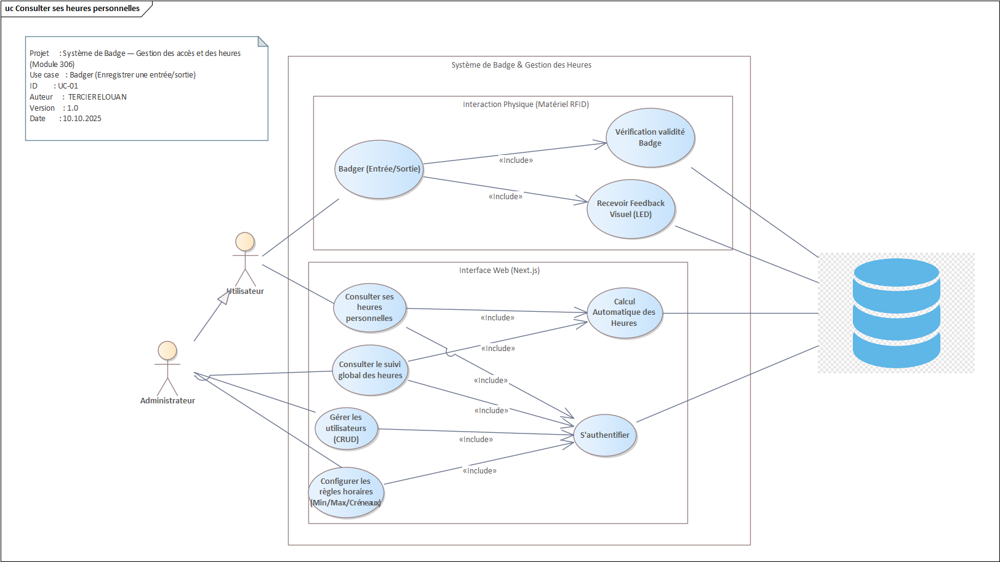 uc Consulter ses heures personnelles
Projet : Système de Badge — Gestion des accès et des heures
(Module 306)
Use case : Badger (Enregistrer une entrée/sortie)
ID : UC-01
Auteur : TERCIER ELOUAN
Version : 1.0
Date : 10.10.2025
Système de Badge & Gestion des Heures
Interaction Physique (Matériel RFID)
Vérification validité
Badge
Badger (Entrée/Sortie)
«Include»
«Include»
Recevoir Feedback
Visuel (LED)
Utilisateur
Interface Web (Next.js)
Consulter ses
heures
personnelles
«Include»
Calcul
Automatique des
Heures
«Include»
Consulter le suivi
global des heures
«Include»
«Include»
Administrateur
Gérer les
utilisateurs
(CRUD)
«Include»
S'authentifier
«Include»
Configurer les
règles horaires
(Min/Max/Créneaux)